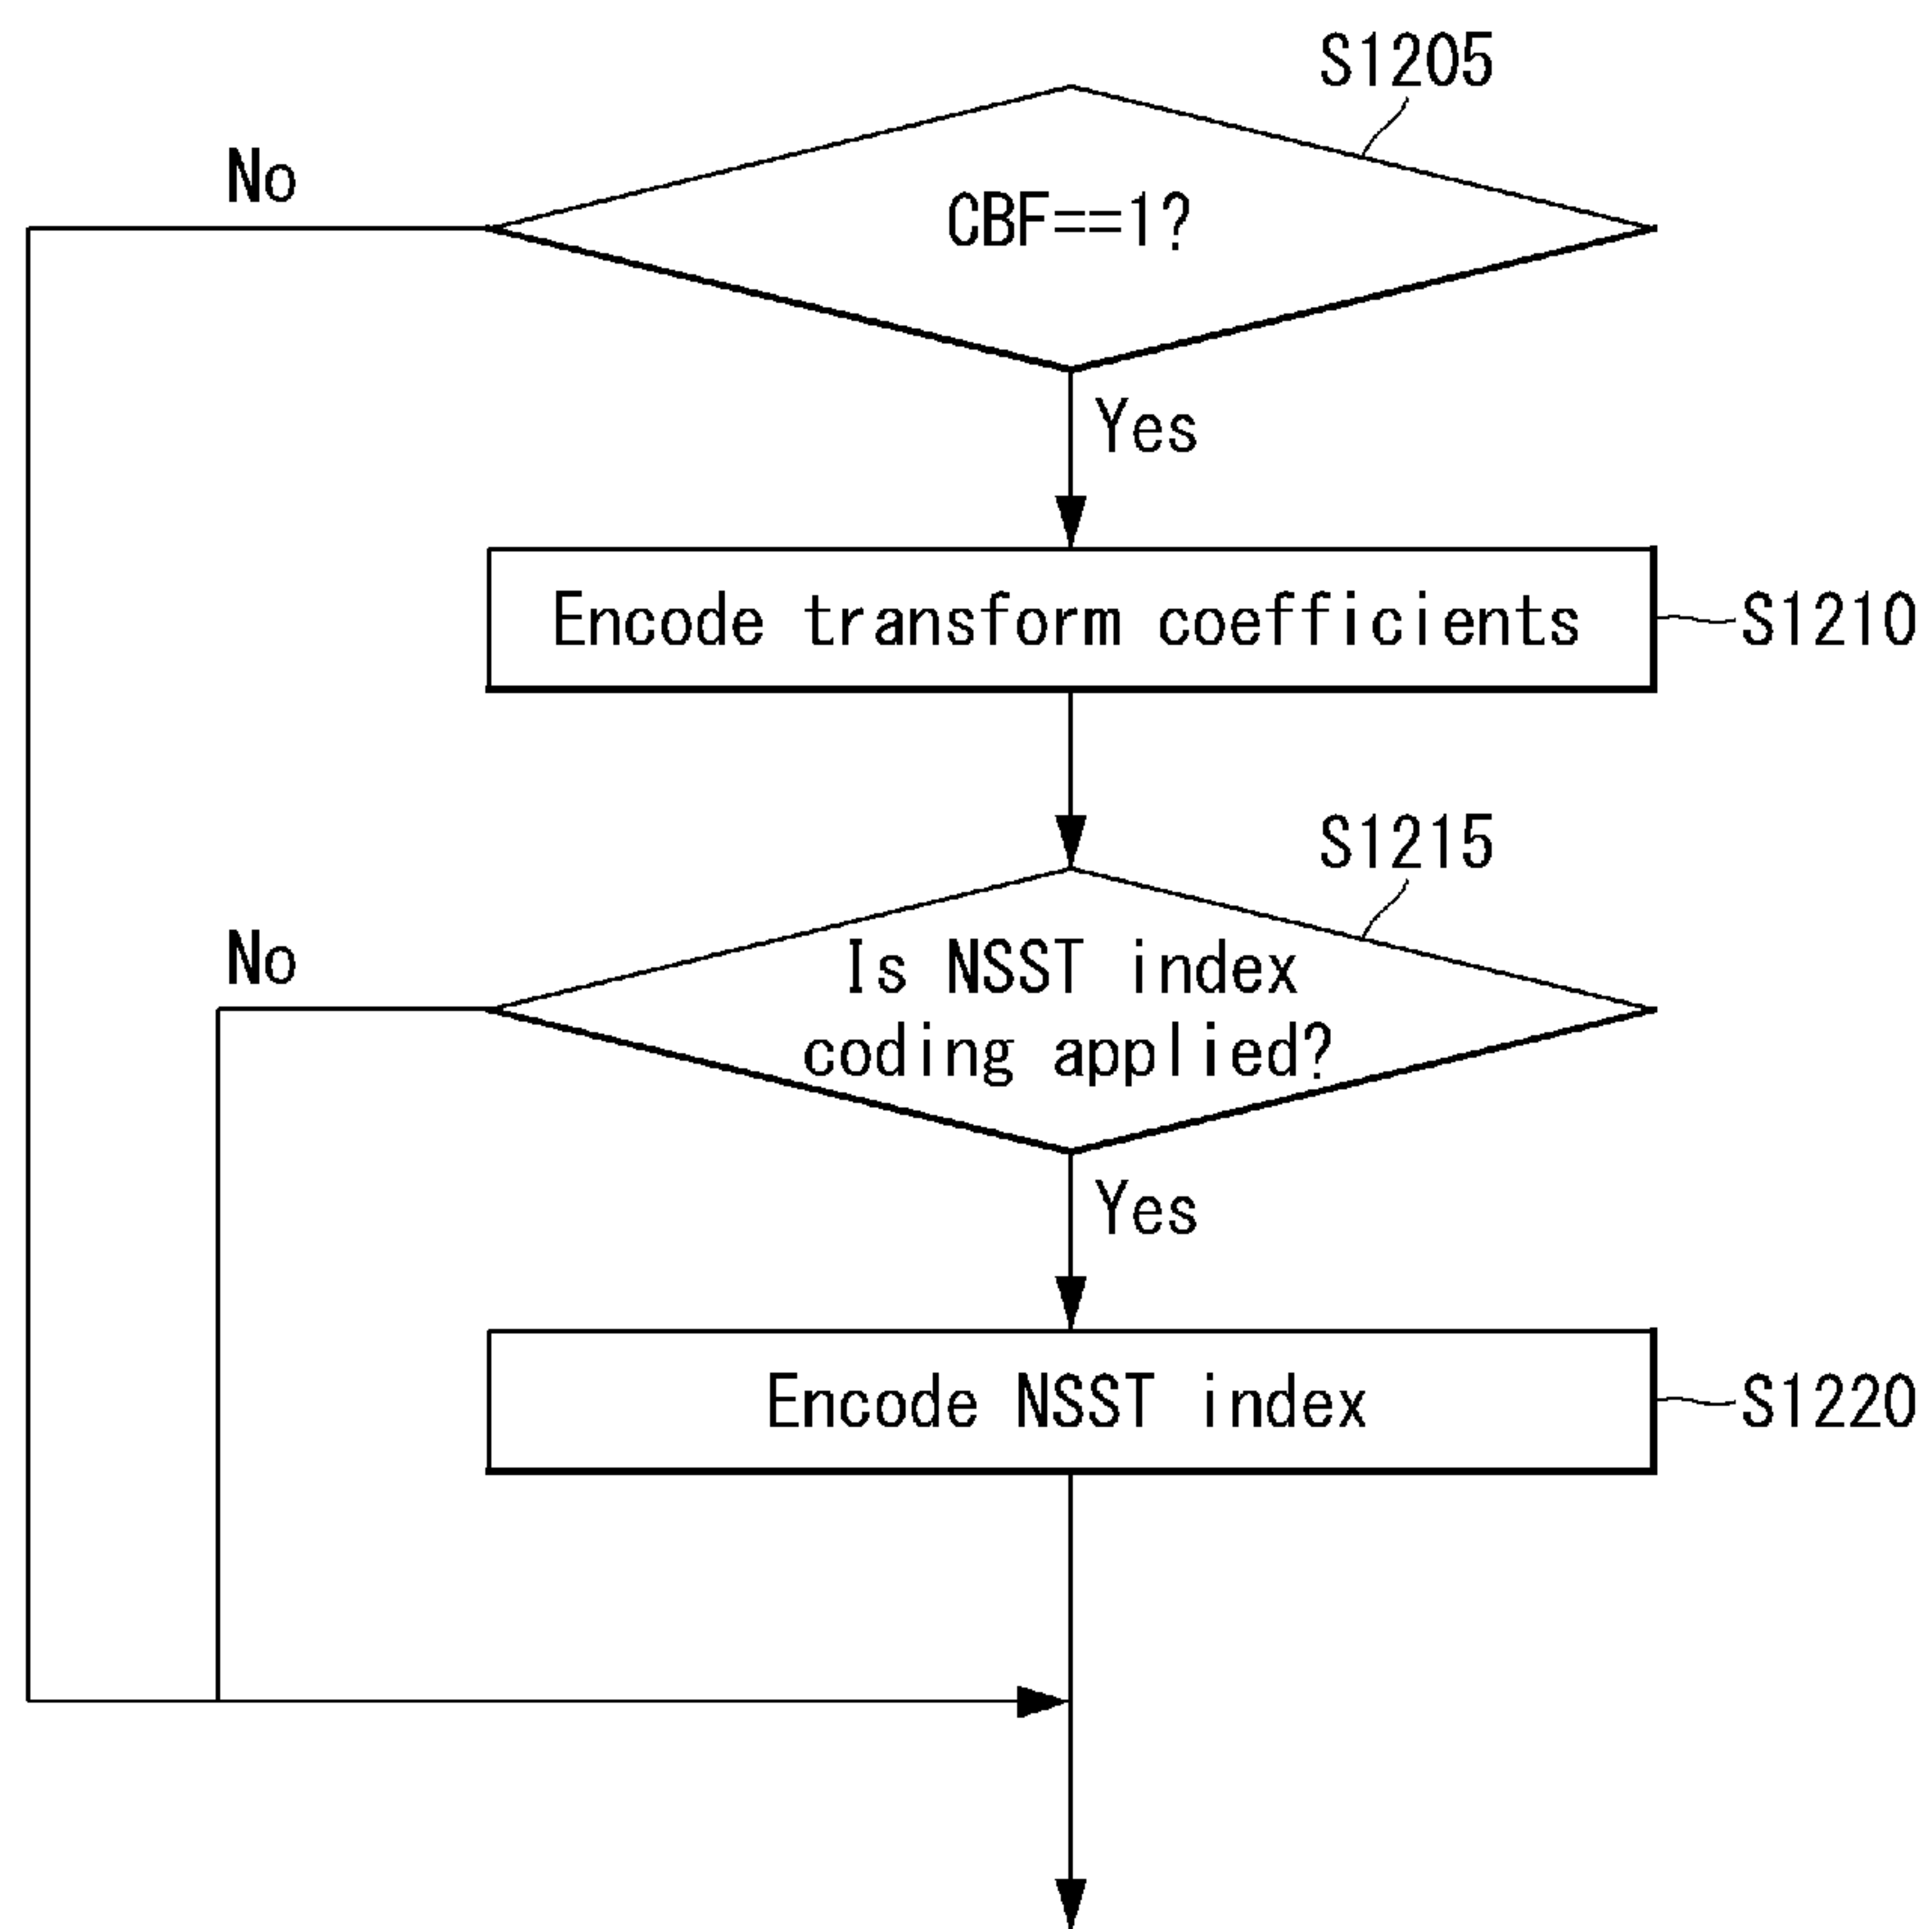 S1205
No
CBF==1?
Yes
Encode transform coefficients
S1210
S1215
No
Is NSST index
coding applied?
Yes
Encode NSST index
S1220